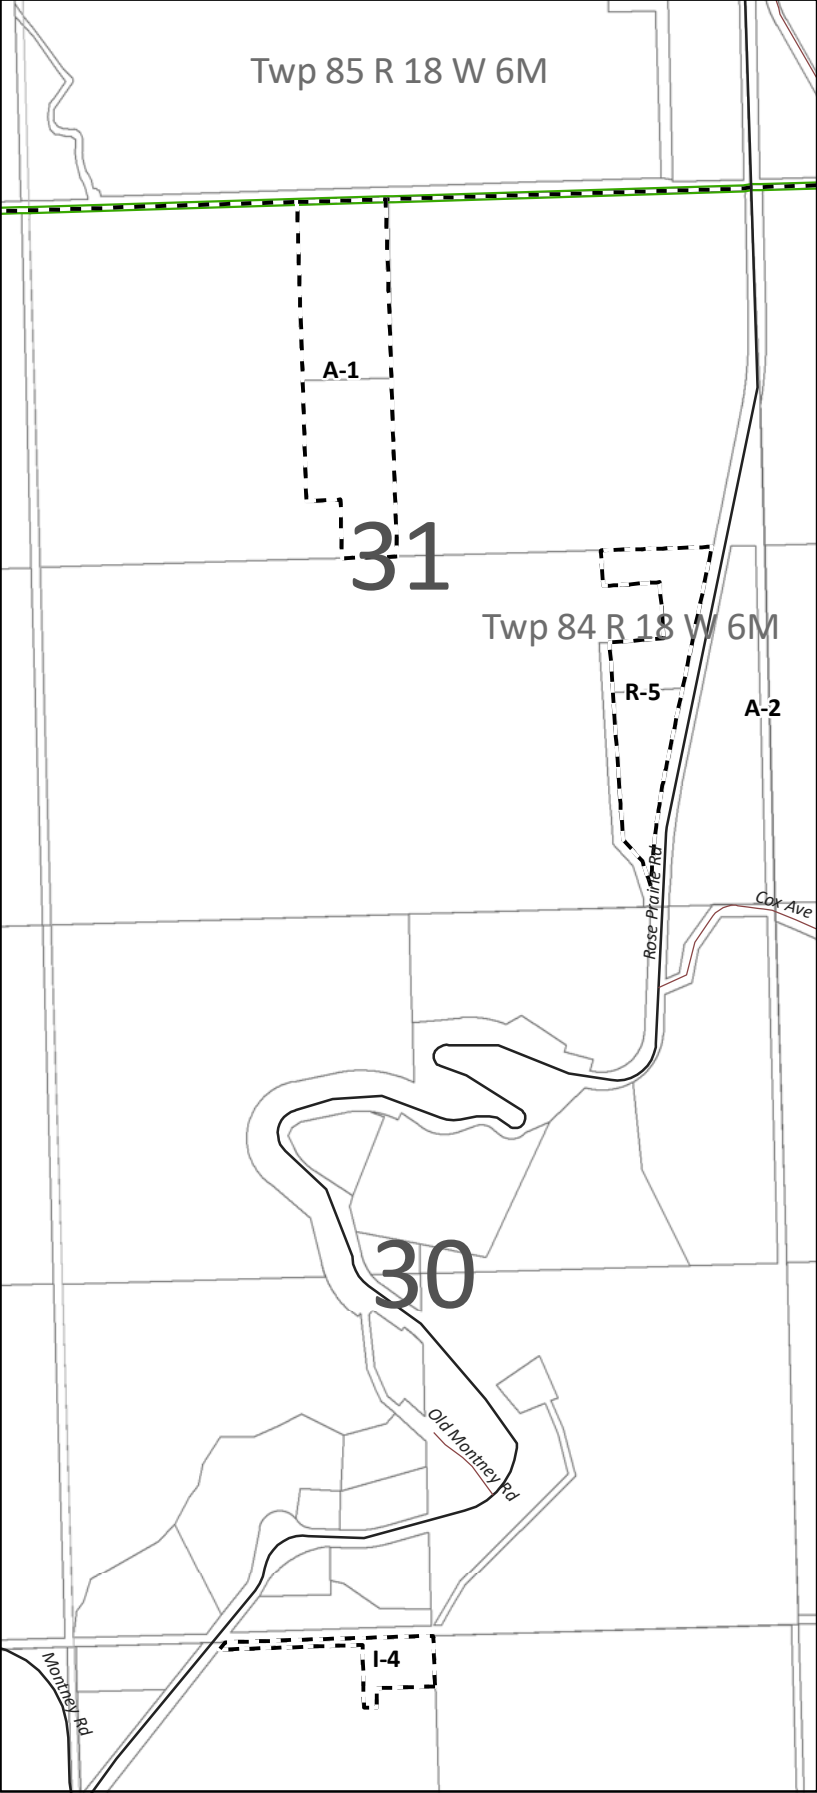 Twp 85 R 18 W 6M
A-1
31
Twp 84 R 18 W 6M
R-5
A-2
Rose Prairie Rd
Cox Ave
30
Old Montney Rd
I-4
Montney Rd